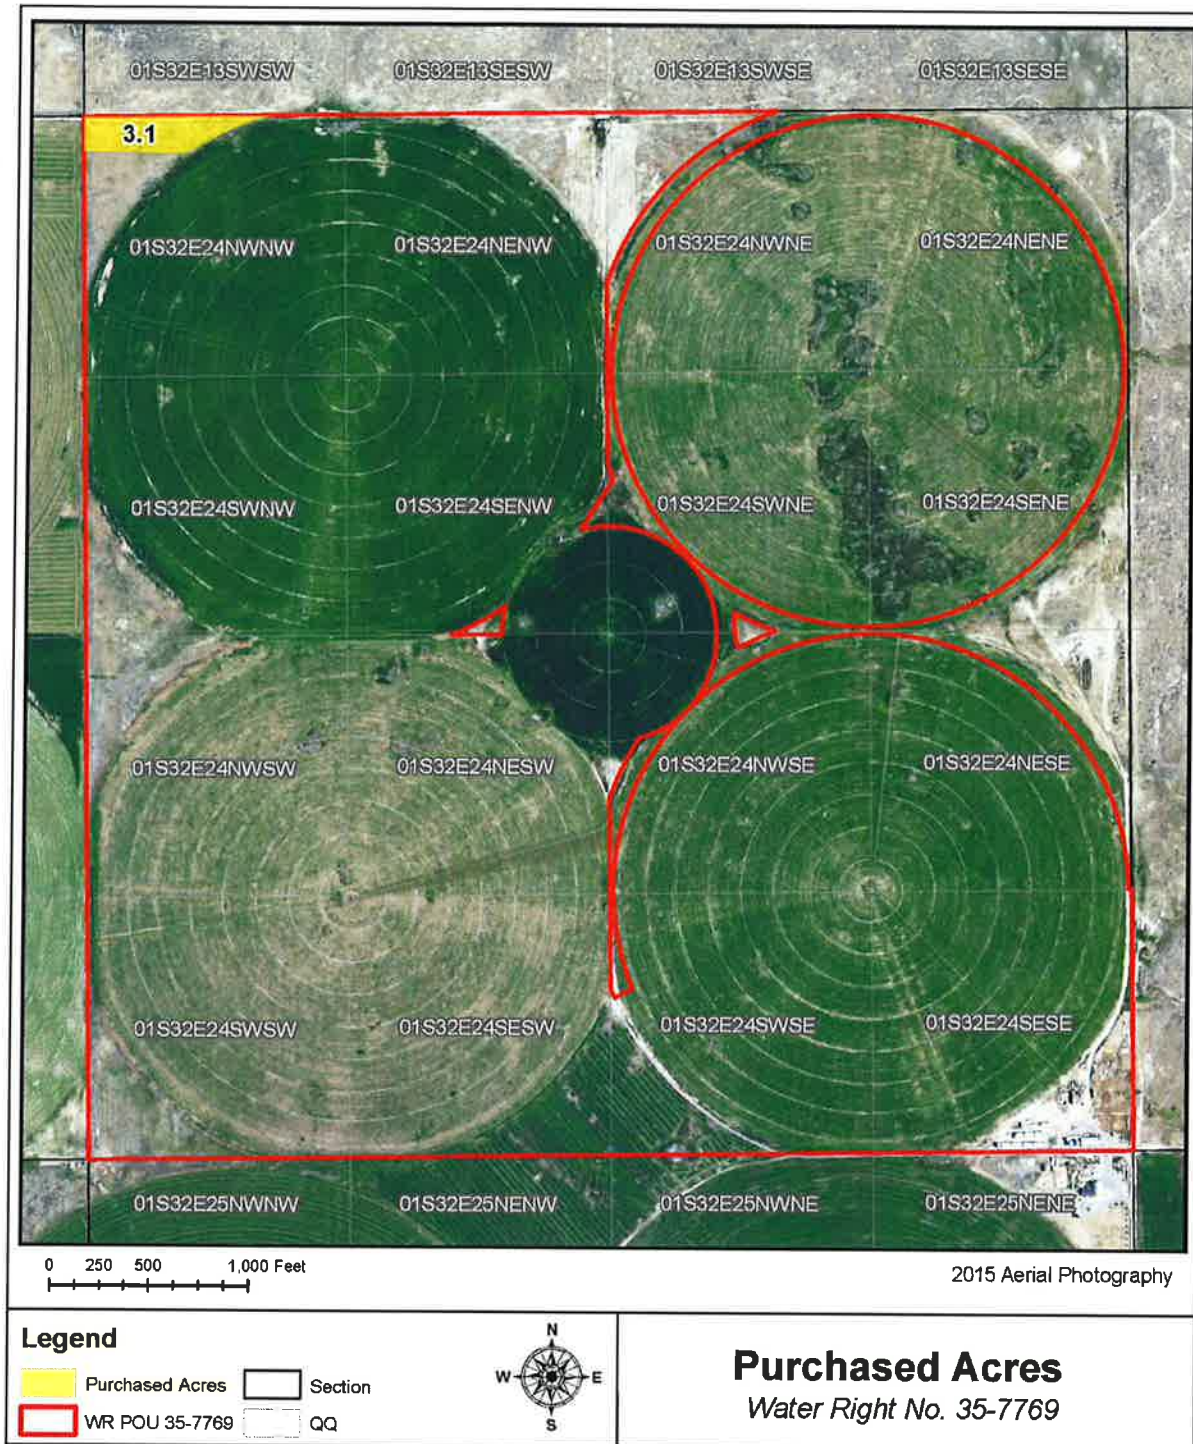 01S32E13SWSW 01S32E13SESW 01S32E13SWSE 01S32E13SESE
3.1
01S32E24NWNW 01S32E24NENW 01S32E24NWNE 01S32E24NENE
01S32E24SWNW 01S32E24SENW 01S32E24SWNE 01S32E24SENE
01S32E24NWSW 01S32E24NESW 01S32E24NWSE 01S32E24NESE
01S32E24SWSW 01S32E24SESW 01S32E24SWSE 01S32E24SESE
01S32E25NWNW 01S32E25NENW 01S32E25NWNE 01S32E25NENE
0 250 500 1,000 Feet
2015 Aerial Photography
Legend
Purchased Acres Section
WR POU 35-7769 QQ
N
W E
S
Purchased Acres
Water Right No. 35-7769